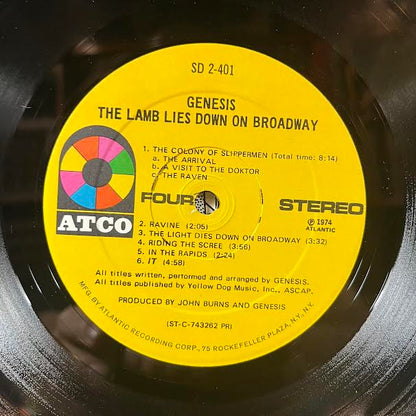 SD 2-401
GENESIS
THE LAMB LIES DOWN ON BROADWAY
1. THE COLONY OF SLIPPERMEN (Total time: 8:14)
a. THE ARRIVAL
b. A VISIT TO THE DOKTOR
c. THE RAVEN
FOUR
STEREO
ATCO
℗ 1974
ATLANTIC
2. RAVINE (2:05)
3. THE LIGHT DIES DOWN ON BROADWAY (3:32)
4. RIDING THE SCREE (3:56)
5. IN THE RAPIDS (2:24)
6. IT (4:58)
All titles written, performed and arranged by GENESIS.
All titles published by Yellow Dog Music, Inc., ASCAP.
PRODUCED BY JOHN BURNS AND GENESIS
(ST-C-743262 PR)
MFG. BY ATLANTIC RECORDING CORP., 75 ROCKEFELLER PLAZA, N.Y., N.Y.